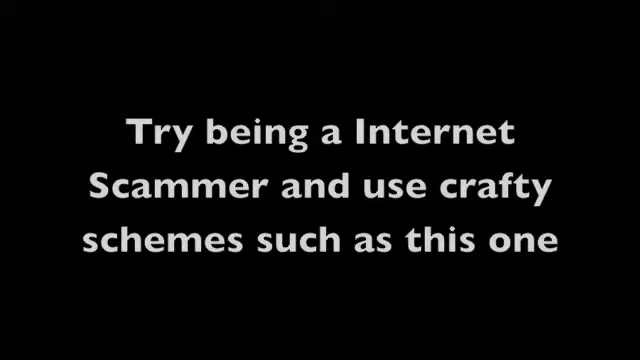 Try being a Internet
Scammer and use crafty
schemes such as this one